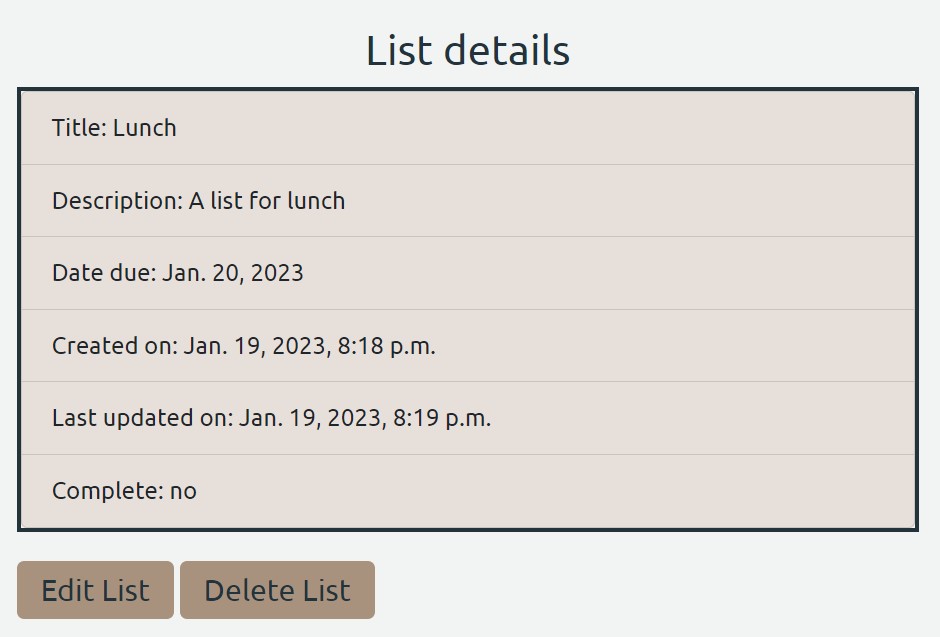 List details
Title: Lunch
Description: A list for lunch
Date due: Jan. 20, 2023
Created on: Jan. 19, 2023, 8:18 p.m.
Last updated on: Jan. 19, 2023, 8:19 p.m.
Complete: no
Edit List Delete List